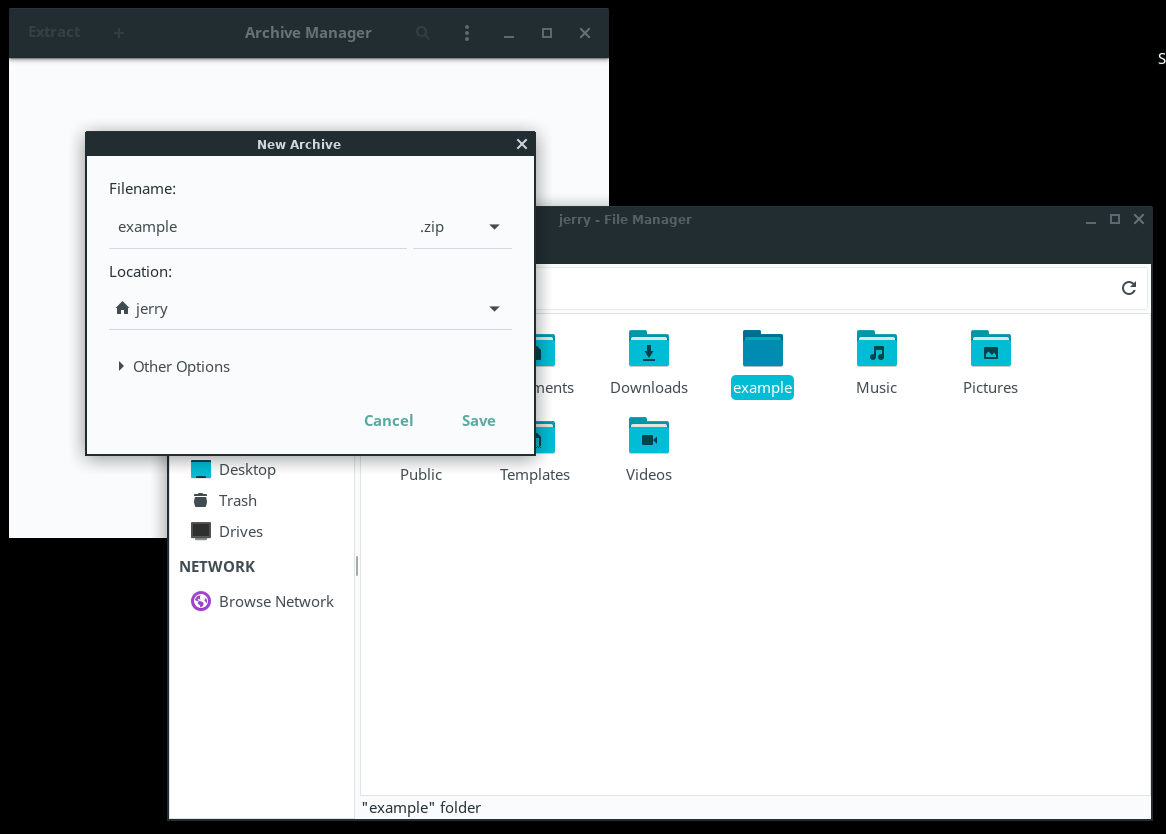 Extract + Archive Manager
S
New Archive
Filename:
example .zip
Location:
jerry
Other Options
Cancel Save
jerry - File Manager
ments Downloads example Music Pictures
Public Templates Videos
Desktop
Trash
Drives
NETWORK
Browse Network
"example" folder